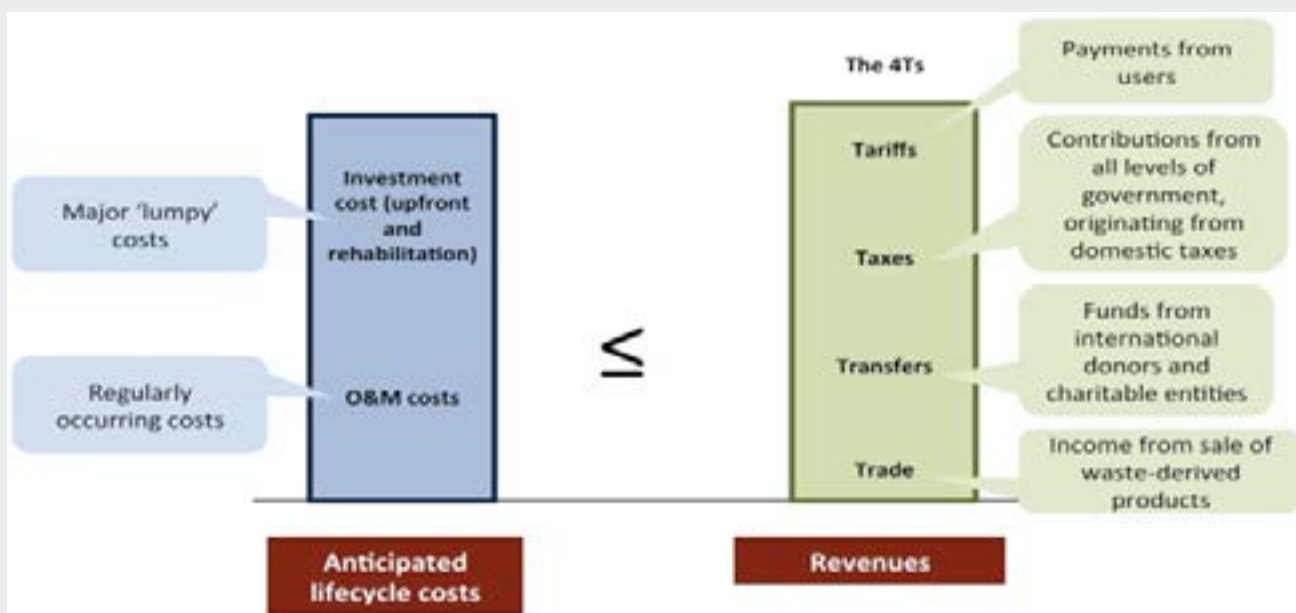 The 4Ts
Major 'lumpy'
costs
Regularly
occurring costs
Investment
cost (upfront
and
rehabilitation)
O&M costs
≤
Tariffs
Taxes
Transfers
Trade
Payments from
users
Contributions from
all levels of
government,
originating from
domestic taxes
Funds from
international
donors and
charitable entities
Income from sale of
waste-derived
products
Anticipated
lifecycle costs
Revenues